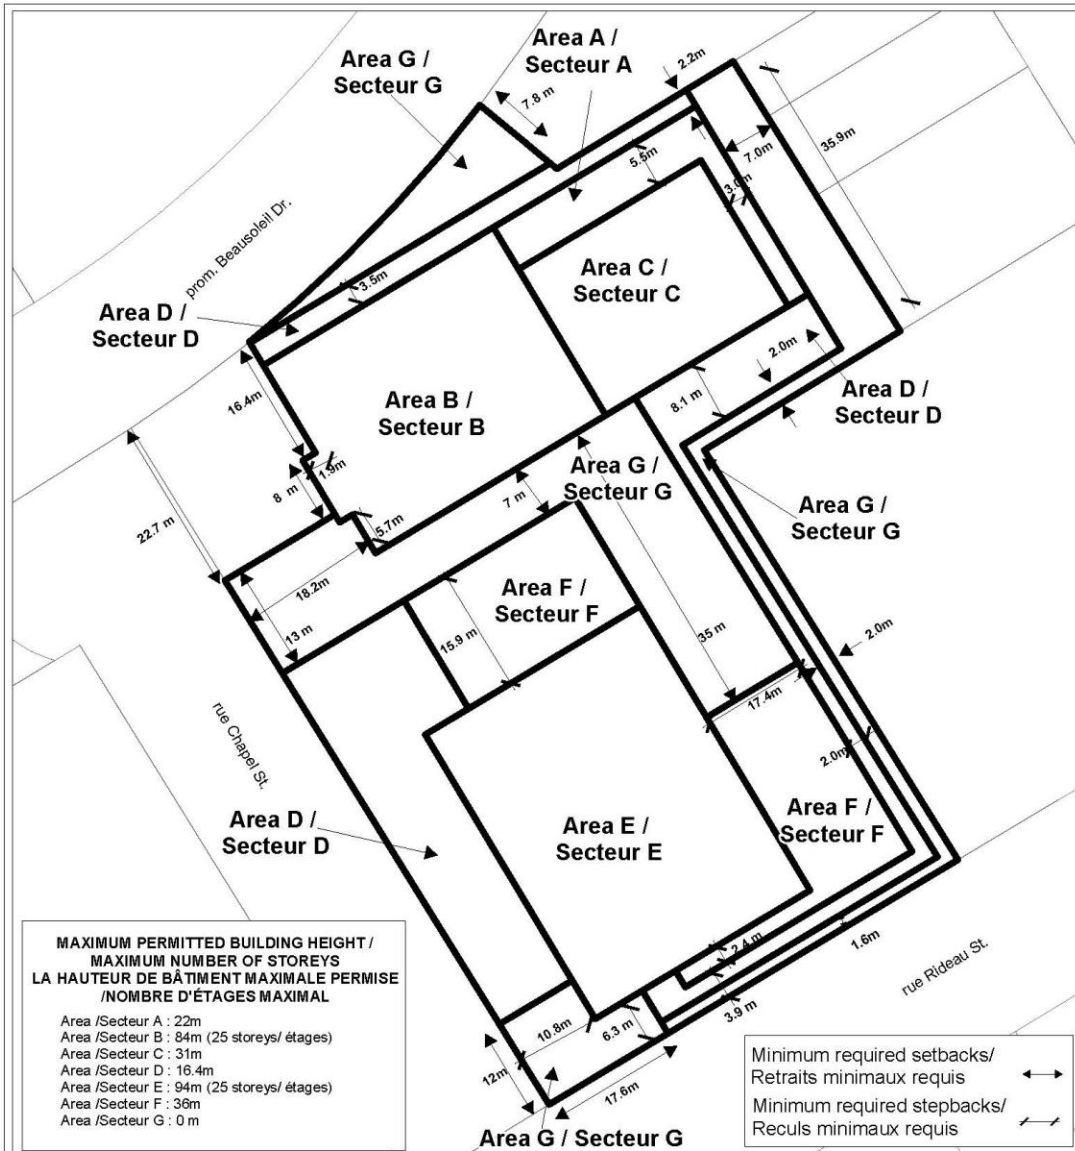 Area A /
Secteur A
Area G /
Secteur G
2.2m
7.8 m
35.9m
5.5m
7.0m
3.0m
prom. Beausoleil Dr.
Area C /
Secteur C
3.5m
Area D /
Secteur D
2.0m
16.4m
Area B /
Secteur B
8.1 m
Area D /
Secteur D
Area G /
Secteur G
1.9m
8 m
7 m
Area G /
Secteur G
22.7 m
5.7m
18.2m
Area F /
Secteur F
13 m
15.9 m
35 m
2.0m
17.4m
rue Chapel St.
2.0m
Area D /
Secteur D
Area E /
Secteur E
Area F /
Secteur F
2.4 m
1.6m
rue Rideau St.
3.9 m
10.8m
6.3 m
12m
17.6m
Area G / Secteur G
MAXIMUM PERMITTED BUILDING HEIGHT /
MAXIMUM NUMBER OF STOREYS
LA HAUTEUR DE BÂTIMENT MAXIMALE PERMISE
/NOMBRE D'ÉTAGES MAXIMAL
Area /Secteur A : 22m
Area /Secteur B : 84m (25 storeys/ étages)
Area /Secteur C : 31m
Area /Secteur D : 16.4m
Area /Secteur E : 94m (25 storeys/ étages)
Area /Secteur F : 36m
Area /Secteur G : 0 m
Minimum required setbacks/
Retraits minimaux requis
Minimum required stepbacks/
Reculs minimaux requis